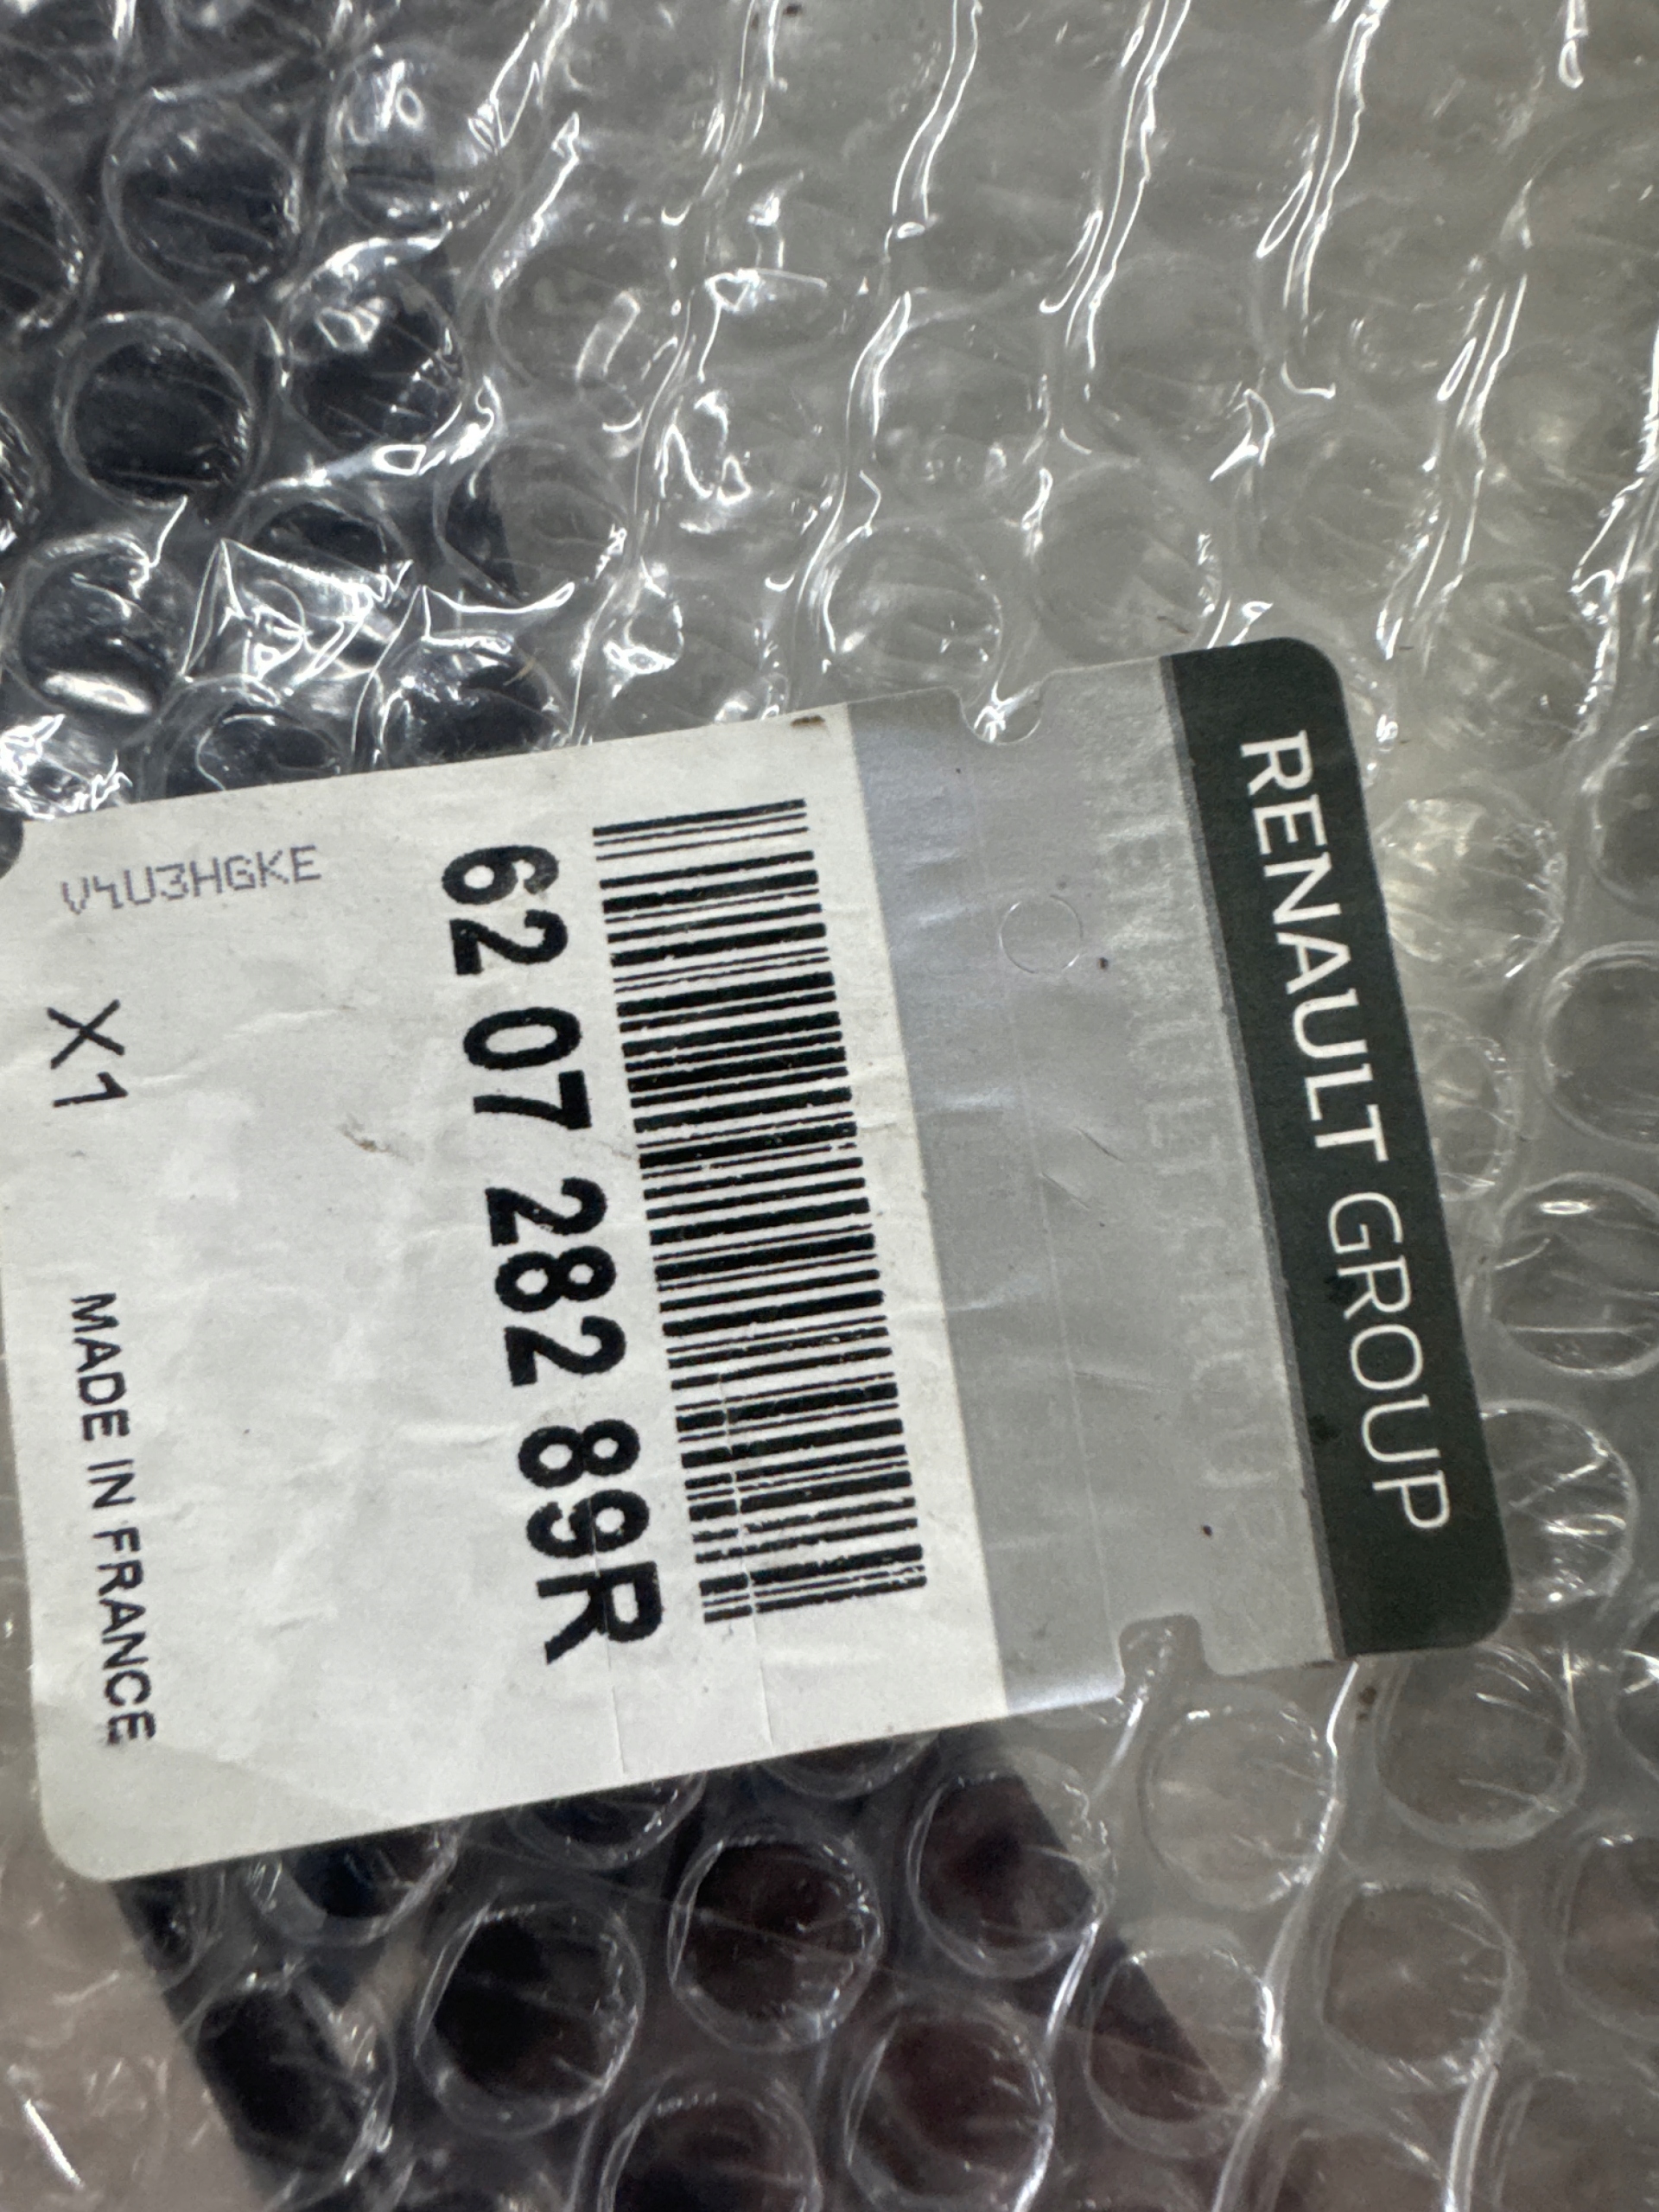 RENAULT GROUP
62 07 282 89R
V4U3HGKE
X1 MADE IN FRANCE